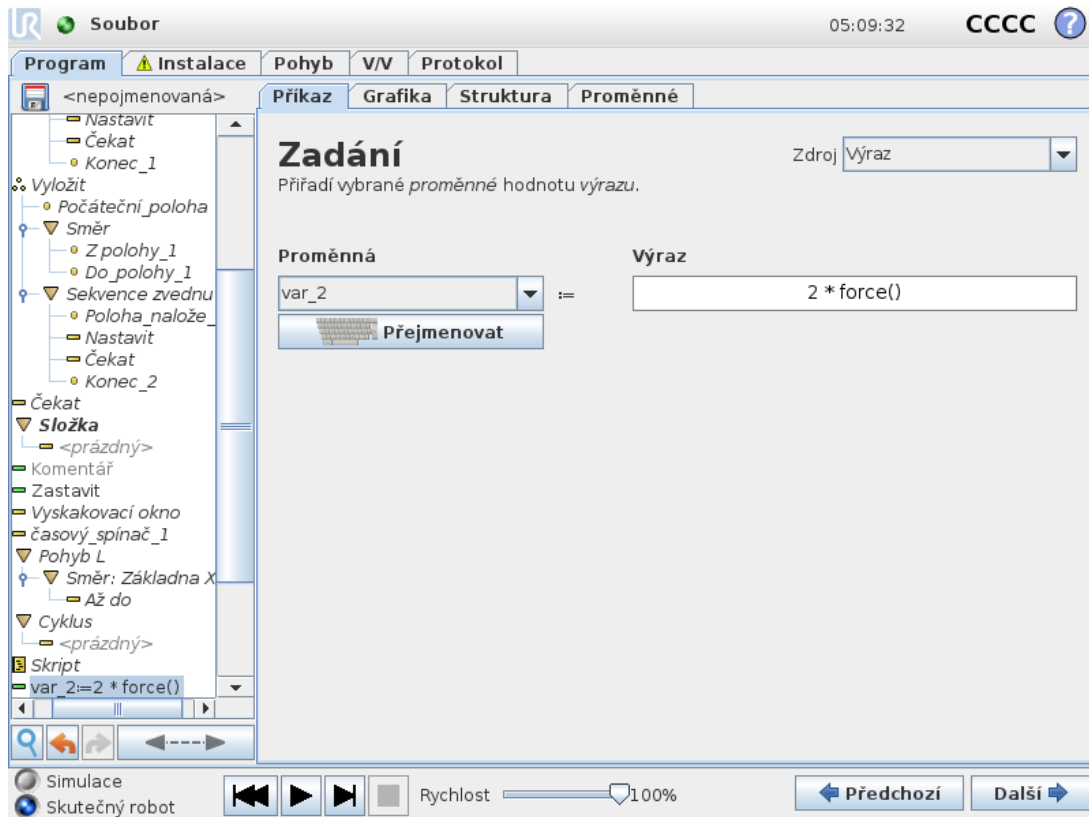 Soubor
05:09:32
CCCC
?
Program
Instalace
Pohyb
V/V
Protokol
<nepojmenovaná>
Příkaz
Grafika
Struktura
Proměnné
Nastavit
Čekat
Konec_1
Vyložit
Počáteční_poloha
Směr
Z polohy_1
Do_polohy_1
Sekvence zvednu
Poloha_nalože_
Nastavit
Čekat
Konec_2
Čekat
Složka
<prázdný>
Komentář
Zastavit
Vyskakovací okno
časový_spínač_1
Pohyb L
Směr: Základna X
Až do
Cyklus
<prázdný>
Skript
var_2:=2 * force()
Zadání
Zdroj
Výraz
Přiřadí vybrané proměnné hodnotu výrazu.
Proměnná
Výraz
var_2
:=
2 * force()
Přejmenovat
Simulace
Skutečný robot
Rychlost
100%
Předchozí
Další